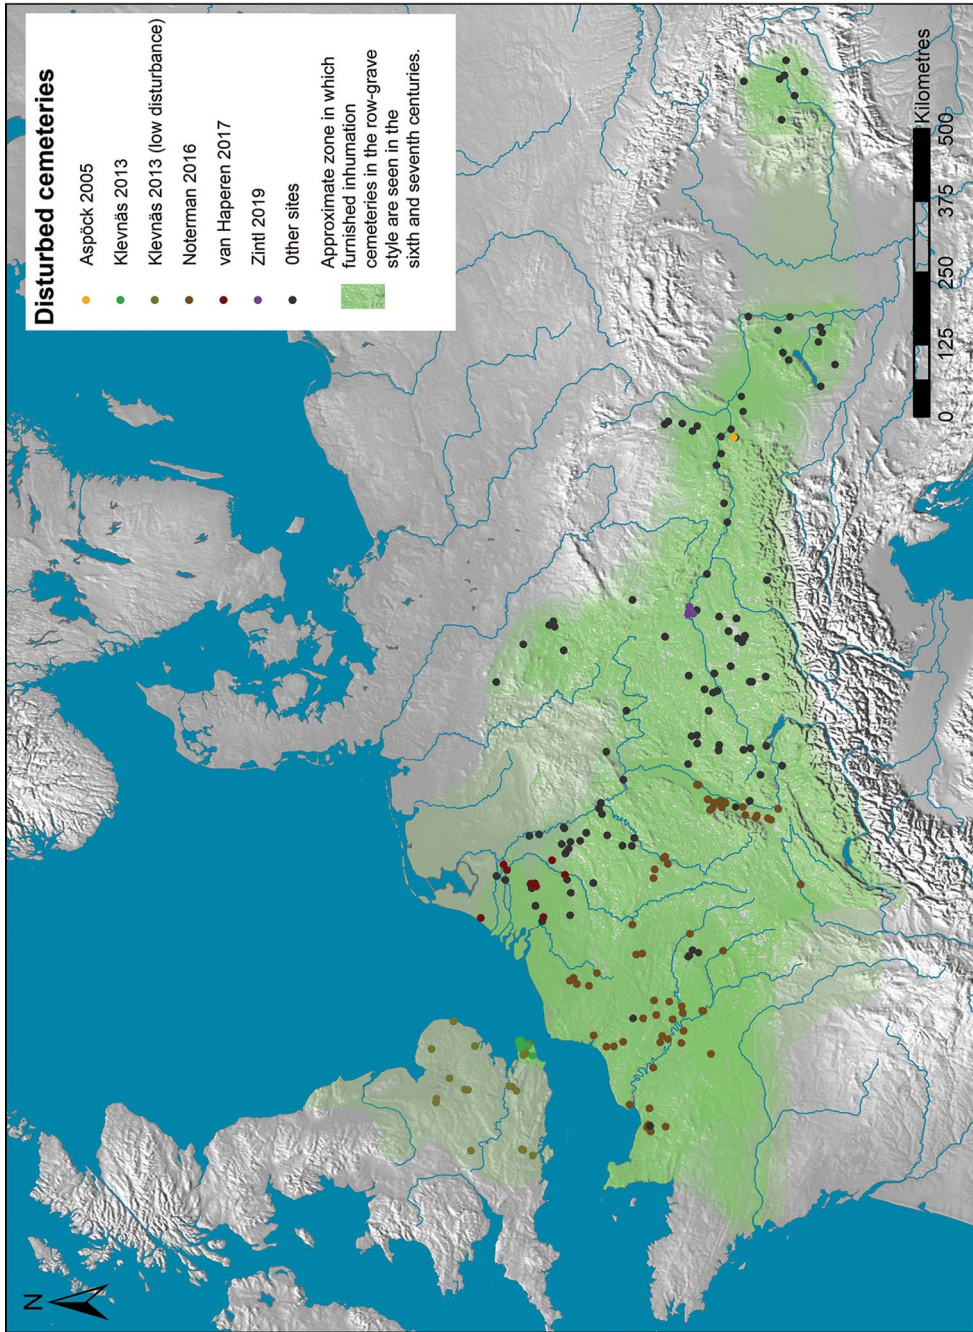 Disturbed cemeteries
Aspöck 2005
Klevnäs 2013
Klevnäs 2013 (low disturbance)
Noterman 2016
van Haperen 2017
Zintl 2019
Other sites
Approximate zone in which
furnished inhumation
cemeteries in the row-grave
style are seen in the
sixth and seventh centuries.
N
0 125 250 375 500
Kilometres